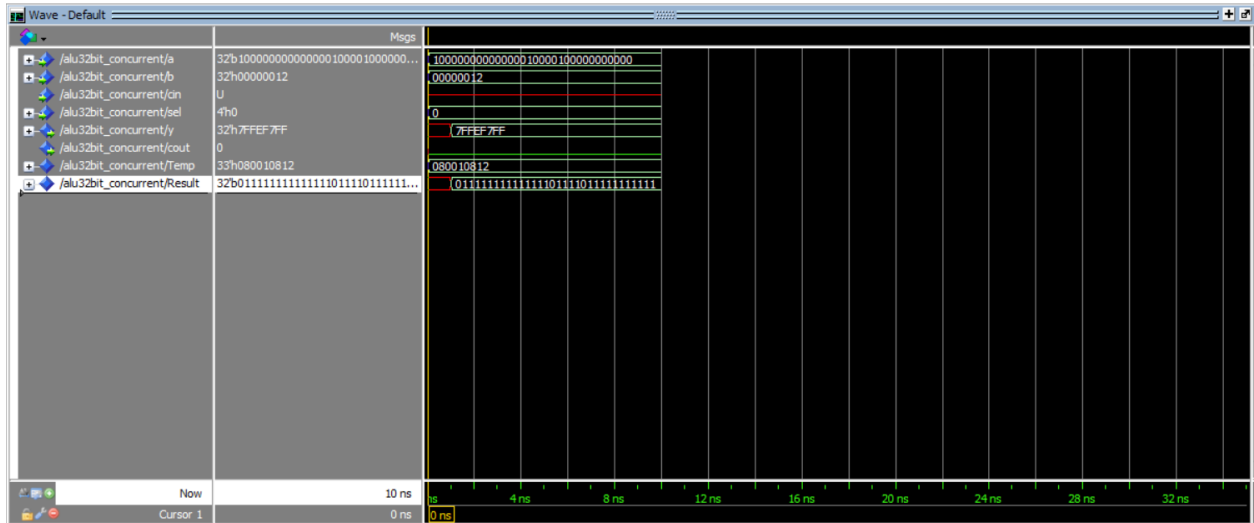 Wave - Default
Msgs
/alu32bit_concurrent/a 32'b100000000000000100001000000... 10000000000000010000100000000000
/alu32bit_concurrent/b 32'h00000012 00000012
/alu32bit_concurrent/cin U
/alu32bit_concurrent/sel 4'h0 0
/alu32bit_concurrent/y 32'h7FFEF7FF 7FFEF7FF
/alu32bit_concurrent/cout 0
/alu32bit_concurrent/Temp 33'h080010812 080010812
/alu32bit_concurrent/Result 32'b011111111111111011110111111... 01111111111111101111011111111111
Now 10 ns ns 4 ns 8 ns 12 ns 16 ns 20 ns 24 ns 28 ns 32 ns
Cursor 1 0 ns 0 ns